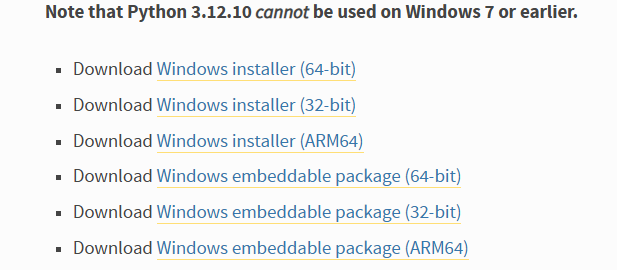 Note that Python 3.12.10 cannot be used on Windows 7 or earlier.
Download Windows installer (64-bit)
Download Windows installer (32-bit)
Download Windows installer (ARM64)
Download Windows embeddable package (64-bit)
Download Windows embeddable package (32-bit)
Download Windows embeddable package (ARM64)